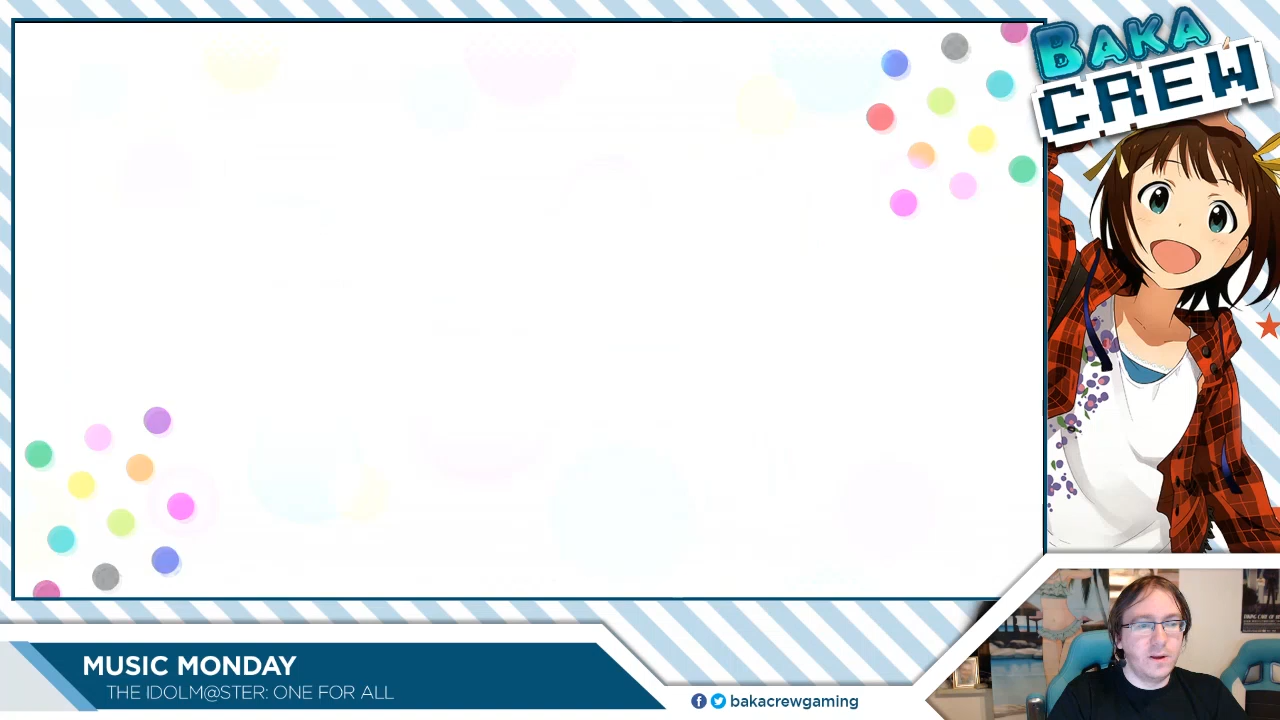 BAKA
CREW
MUSIC MONDAY
THE IDOLM@STER: ONE FOR ALL
bakacrewgaming